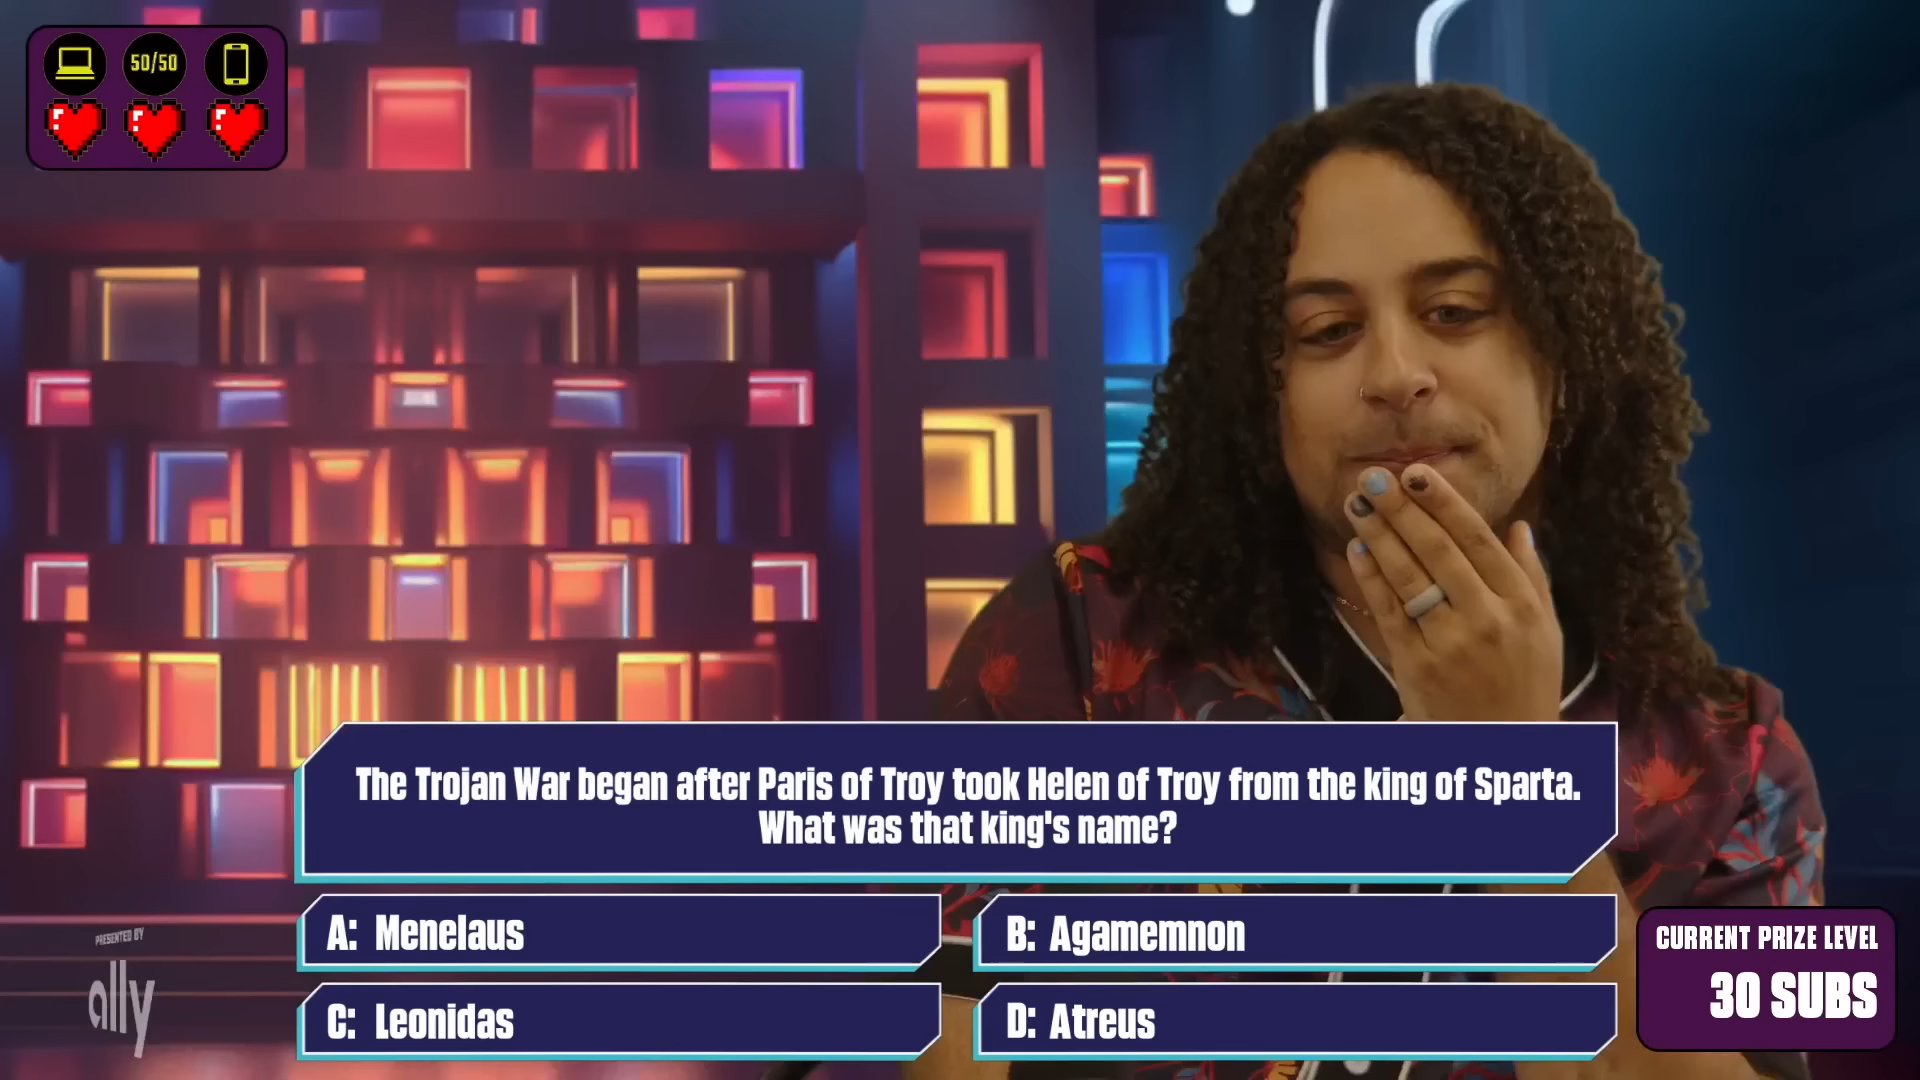 50/50
The Trojan War began after Paris of Troy took Helen of Troy from the king of Sparta.
What was that king's name?
A: Menelaus
B: Agamemnon
C: Leonidas
D: Atreus
PRESENTED BY
ally
CURRENT PRIZE LEVEL
30 SUBS